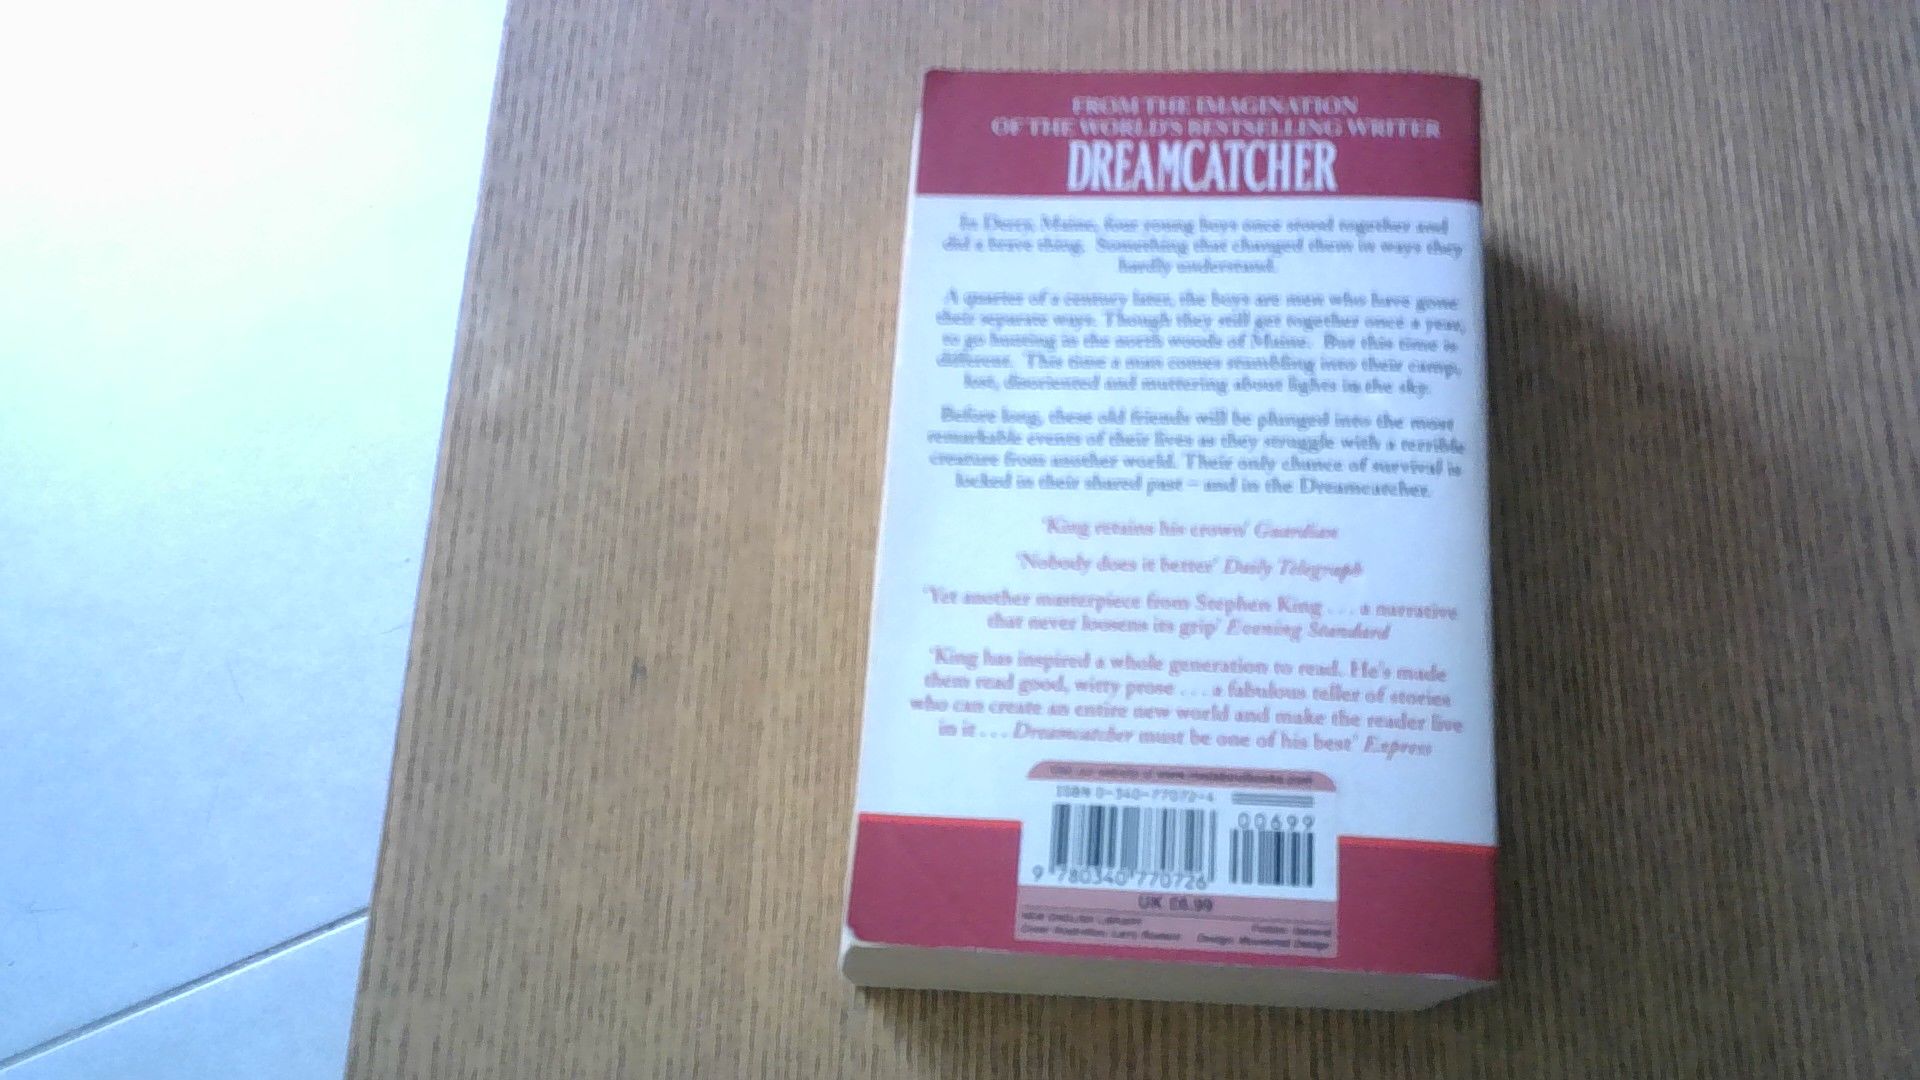 FROM THE IMAGINATION
OF THE WORLD'S BESTSELLING WRITER
DREAMCATCHER
In Derry, Maine, four young boys once stood together and
did a brave thing. Something that changed them in ways they
hardly understand.
A quarter of a century later, the boys are men who have gone
their separate ways. Though they still get together once a year,
to go hunting in the north woods of Maine. But this time is
different. This time a man comes stumbling into their camp,
lost, disoriented and muttering about lights in the sky.
Before long, these old friends will be plunged into the most
remarkable events of their lives as they struggle with a terrible
creature from another world. Their only chance of survival is
locked in their shared past – and in the Dreamcatcher.
'King retains his crown' Guardian
'Nobody does it better' Daily Telegraph
'Yet another masterpiece from Stephen King . . . a narrative
that never loosens its grip' Evening Standard
'King has inspired a whole generation to read. He's made
them read good, witty prose . . . a fabulous teller of stories
who can create an entire new world and make the reader live
in it . . . Dreamcatcher must be one of his best' Express
ISBN 0-340-77072-4
00699
9 780340 770726
UK £6.99
NEW ENGLISH LIBRARY
Fiction: General